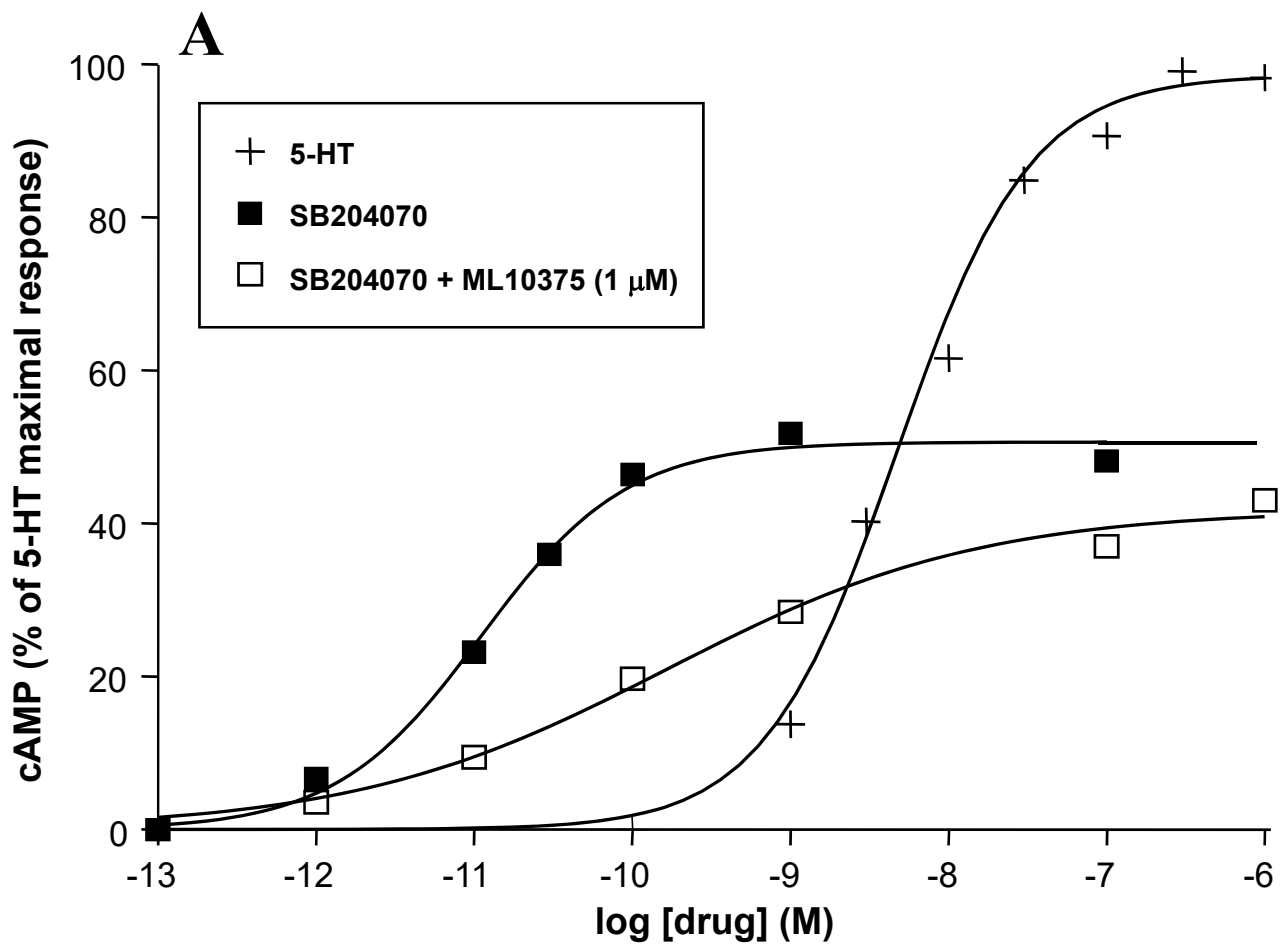 A
cAMP (% of 5-HT maximal response)
100
80
60
40
20
0
5-HT
SB204070
SB204070 + ML10375 (1 μM)
-13 -12 -11 -10 -9 -8 -7 -6
log [drug] (M)